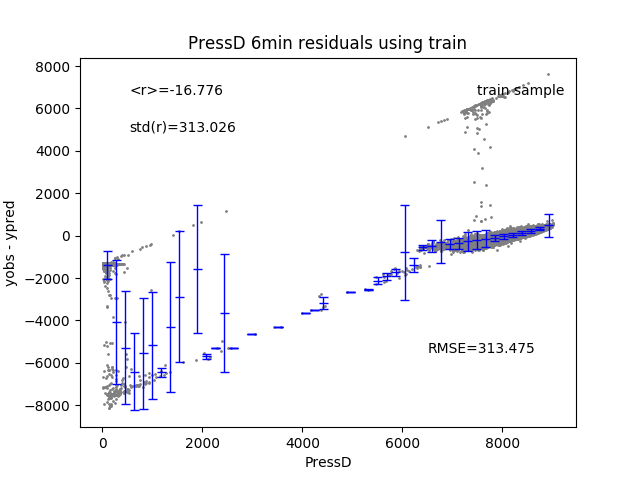 PressD 6min residuals using train
8000
6000
4000
2000
0
−2000
−4000
−6000
−8000
yobs - ypred
<r>=-16.776
train sample
std(r)=313.026
RMSE=313.475
0 2000 4000 6000 8000
PressD